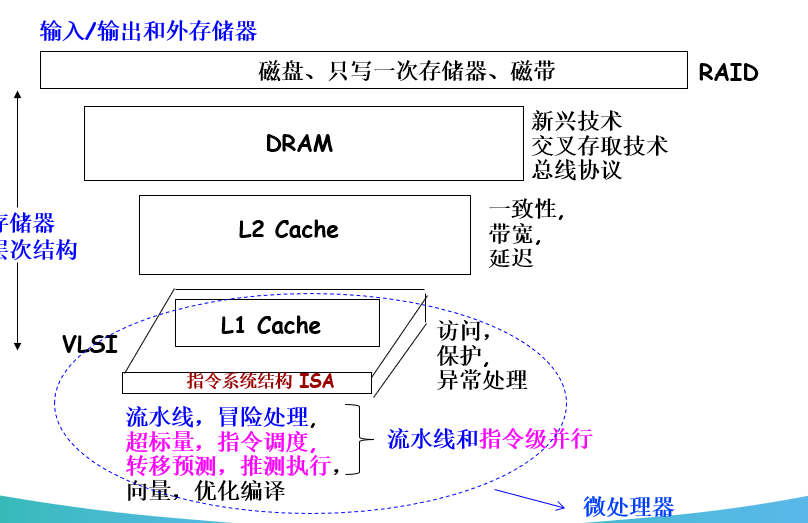 输入/输出和外存储器
磁盘、只写一次存储器、磁带
RAID
DRAM
新兴技术
交叉存取技术
总线协议
存储器
层次结构
L2 Cache
一致性,
带宽,
延迟
L1 Cache
VLSI
访问，
保护,
异常处理
指令系统结构 ISA
流水线，冒险处理,
超标量，指令调度,
转移预测，推测执行，
向量，优化编译
流水线和指令级并行
微处理器